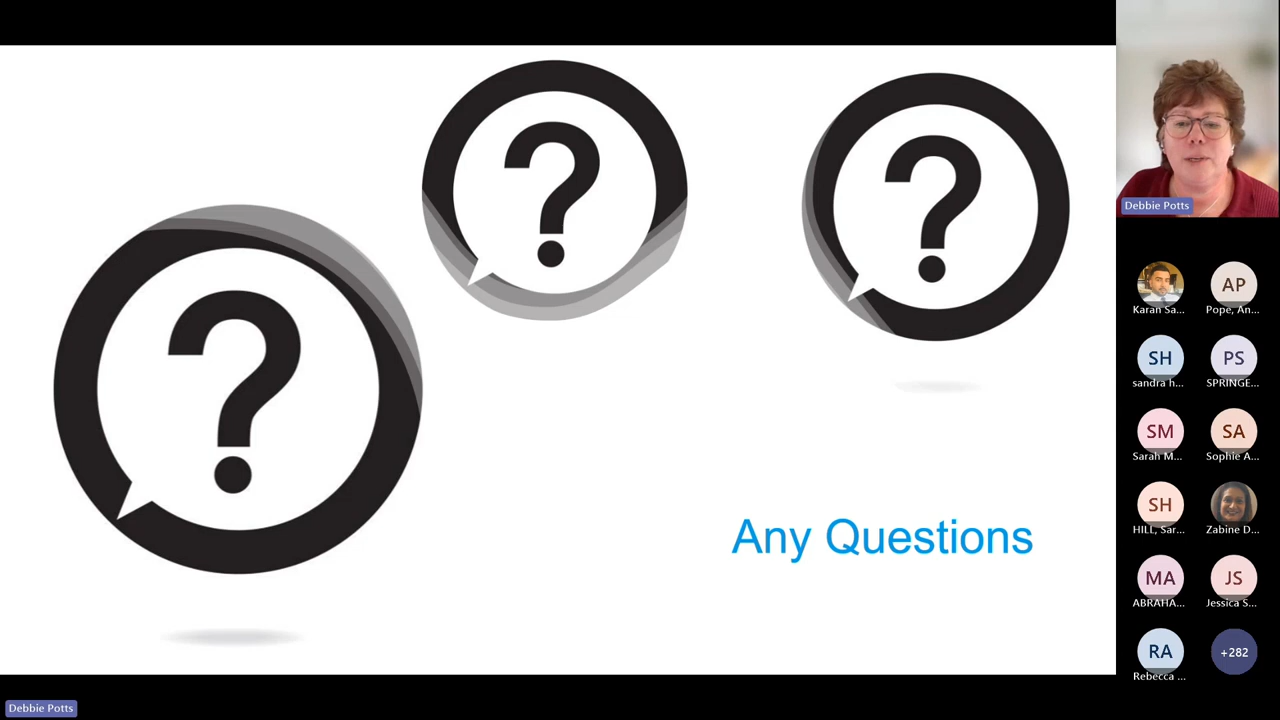 ?
?
?
Any Questions
Debbie Potts
Debbie Potts
Karan Sa...
AP
Pope, An...
SH
sandra h...
PS
SPRINGE...
SM
Sarah M...
SA
Sophie A...
SH
HILL, Sar...
Zabine D...
MA
ABRAHA...
JS
Jessica S...
RA
Rebecca ...
+282